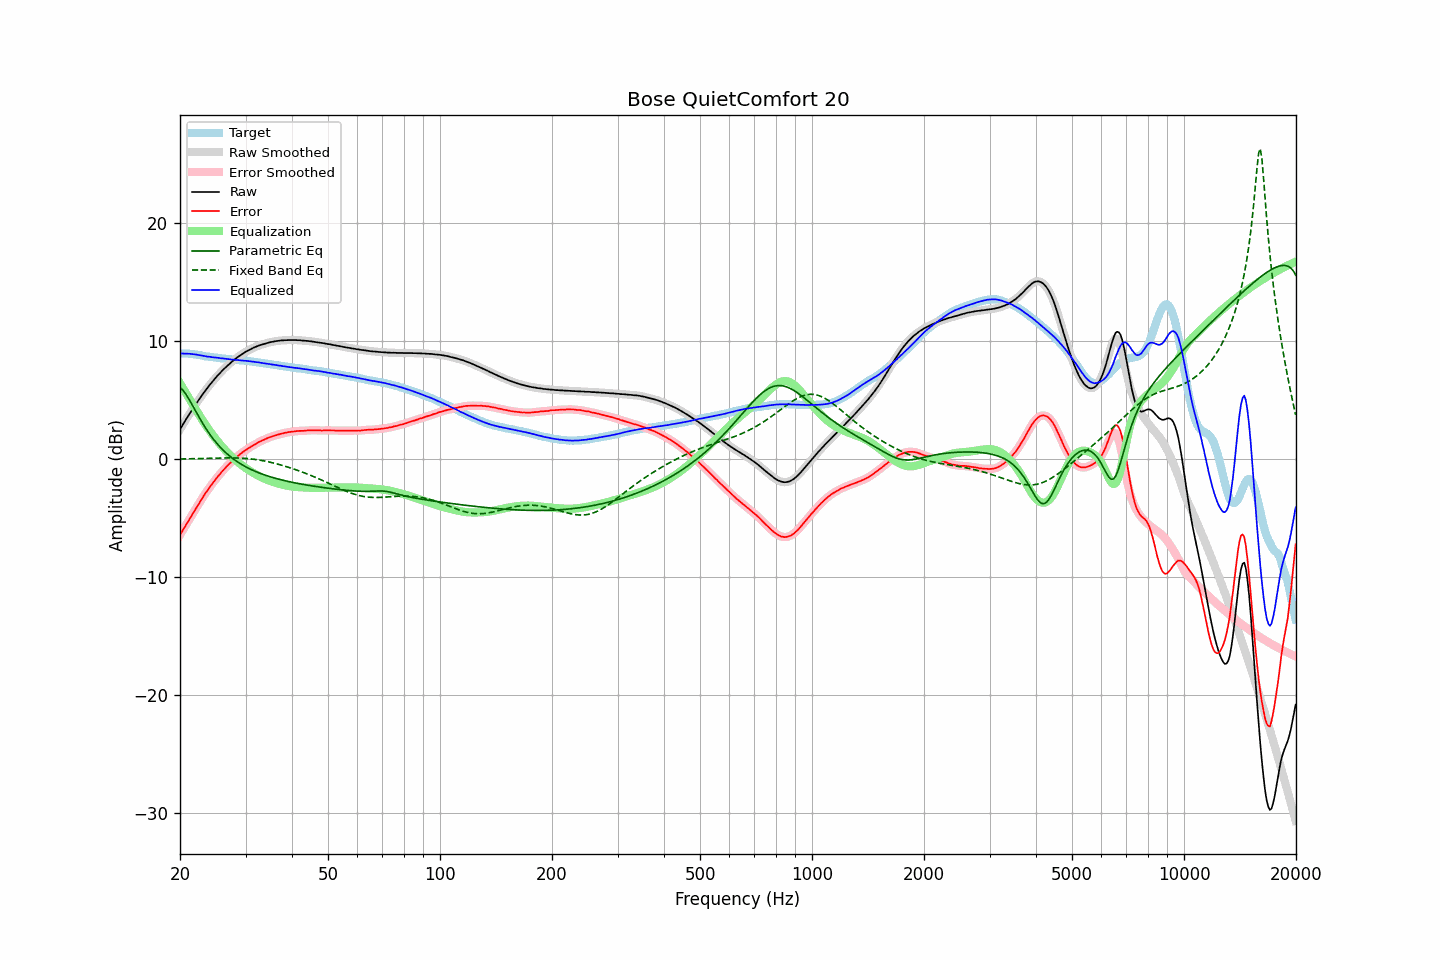 Bose QuietComfort 20
Target
Raw Smoothed
Error Smoothed
Raw
Error
Equalization
Parametric Eq
Fixed Band Eq
Equalized
Amplitude (dBr)
20
10
0
−10
−20
−30
20 50 100 200 500 1000 2000 5000 10000 20000
Frequency (Hz)